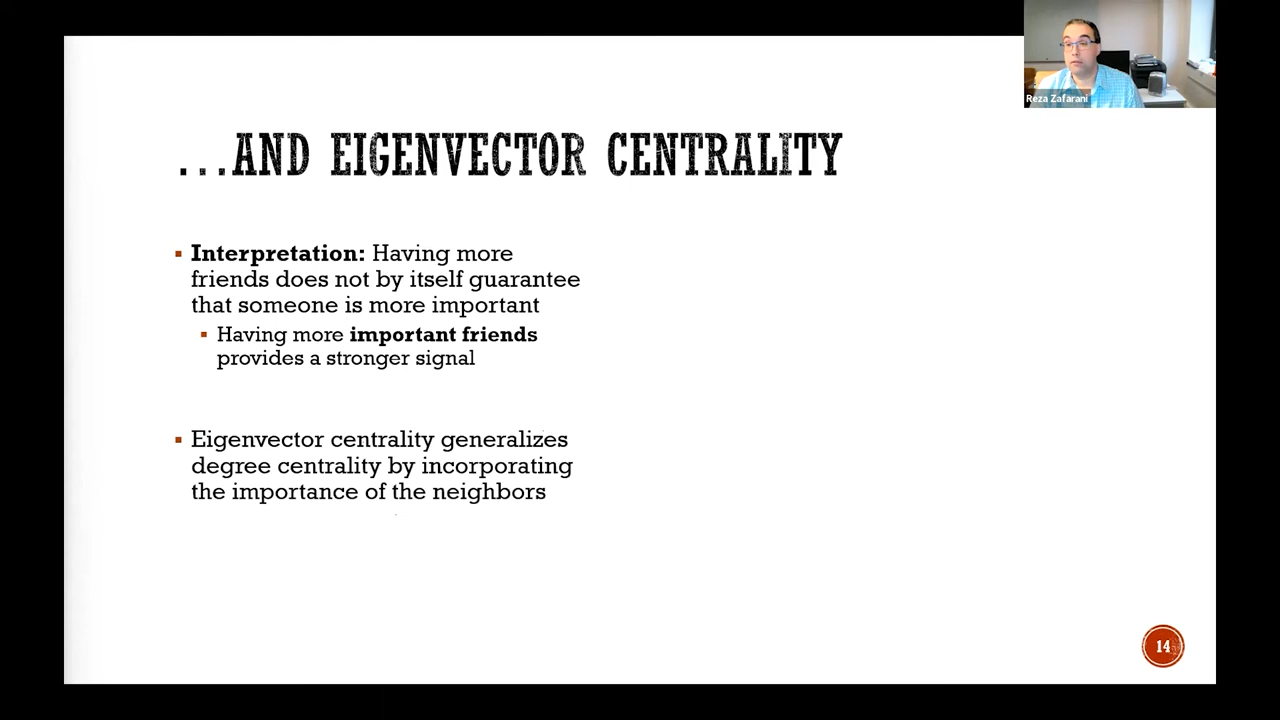 Reza Zafarani
...AND EIGENVECTOR CENTRALITY
Interpretation: Having more
friends does not by itself guarantee
that someone is more important
Having more important friends
provides a stronger signal
Eigenvector centrality generalizes
degree centrality by incorporating
the importance of the neighbors
14